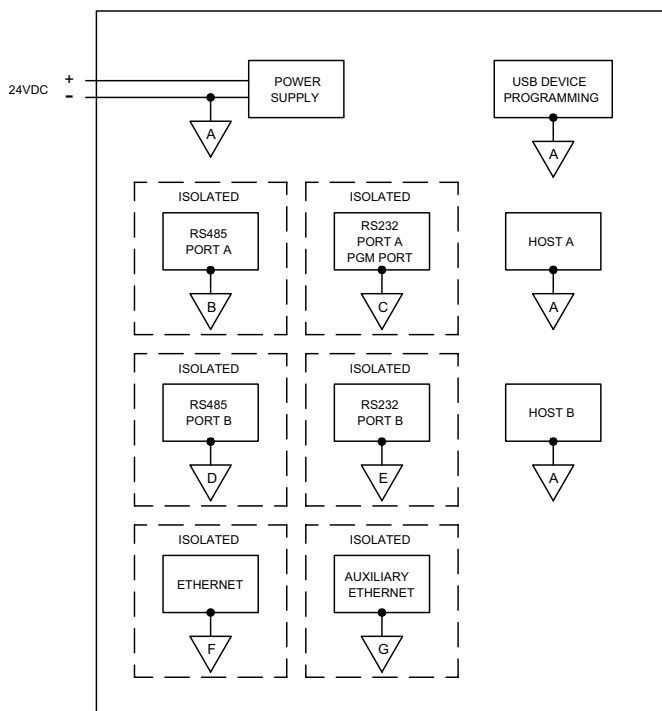 24VDC
+
-
POWER
SUPPLY
A
USB DEVICE
PROGRAMMING
A
ISOLATED
RS485
PORT A
B
ISOLATED
RS232
PORT A
PGM PORT
C
HOST A
A
ISOLATED
RS485
PORT B
D
ISOLATED
RS232
PORT B
E
HOST B
A
ISOLATED
ETHERNET
F
ISOLATED
AUXILIARY
ETHERNET
G